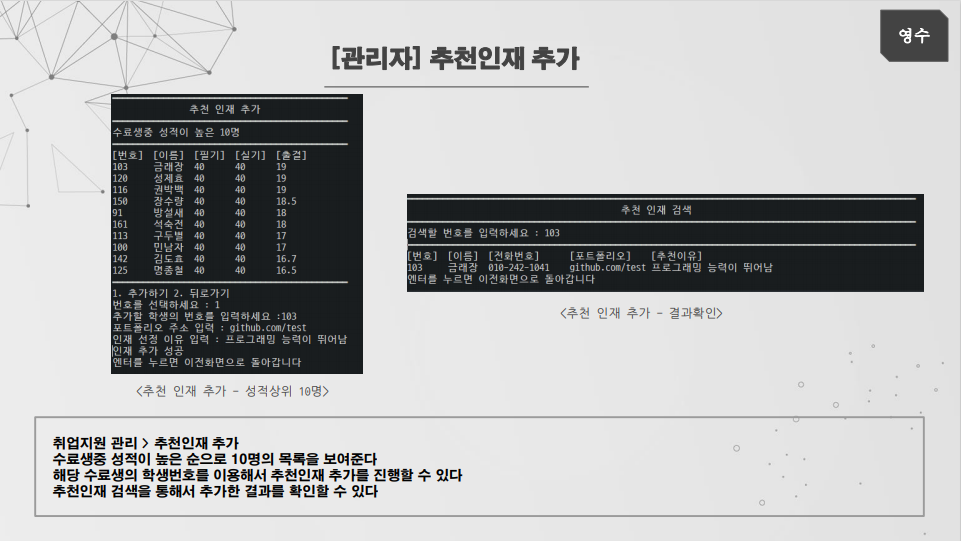 영수
[관리자] 추천인재 추가
추천 인재 추가
수료생중 성적이 높은 10명
[번호] [이름] [필기] [실기] [출결]
103 금래장 40 40 19
120 성제효 40 40 19
116 권박백 40 40 19
150 장수량 40 40 18.5
91 방설새 40 40 18
161 석숙전 40 40 18
113 구두별 40 40 17
100 민남자 40 40 17
142 김도효 40 40 16.7
125 명종철 40 40 16.5
1. 추가하기 2. 뒤로가기
번호를 선택하세요 : 1
추가할 학생의 번호를 입력하세요 :103
포트폴리오 주소 입력 : github.com/test
인재 선정 이유 입력 : 프로그래밍 능력이 뛰어남
인재 추가 성공
엔터를 누르면 이전화면으로 돌아갑니다
<추천 인재 추가 - 성적상위 10명>
추천 인재 검색
검색할 번호를 입력하세요 : 103
[번호] [이름] [전화번호] [포트폴리오] [추천이유]
103 금래장 010-242-1041 github.com/test 프로그래밍 능력이 뛰어남
엔터를 누르면 이전화면으로 돌아갑니다
<추천 인재 추가 - 결과확인>
취업지원 관리 > 추천인재 추가
수료생중 성적이 높은 순으로 10명의 목록을 보여준다
해당 수료생의 학생번호를 이용해서 추천인재 추가를 진행할 수 있다
추천인재 검색을 통해서 추가한 결과를 확인할 수 있다